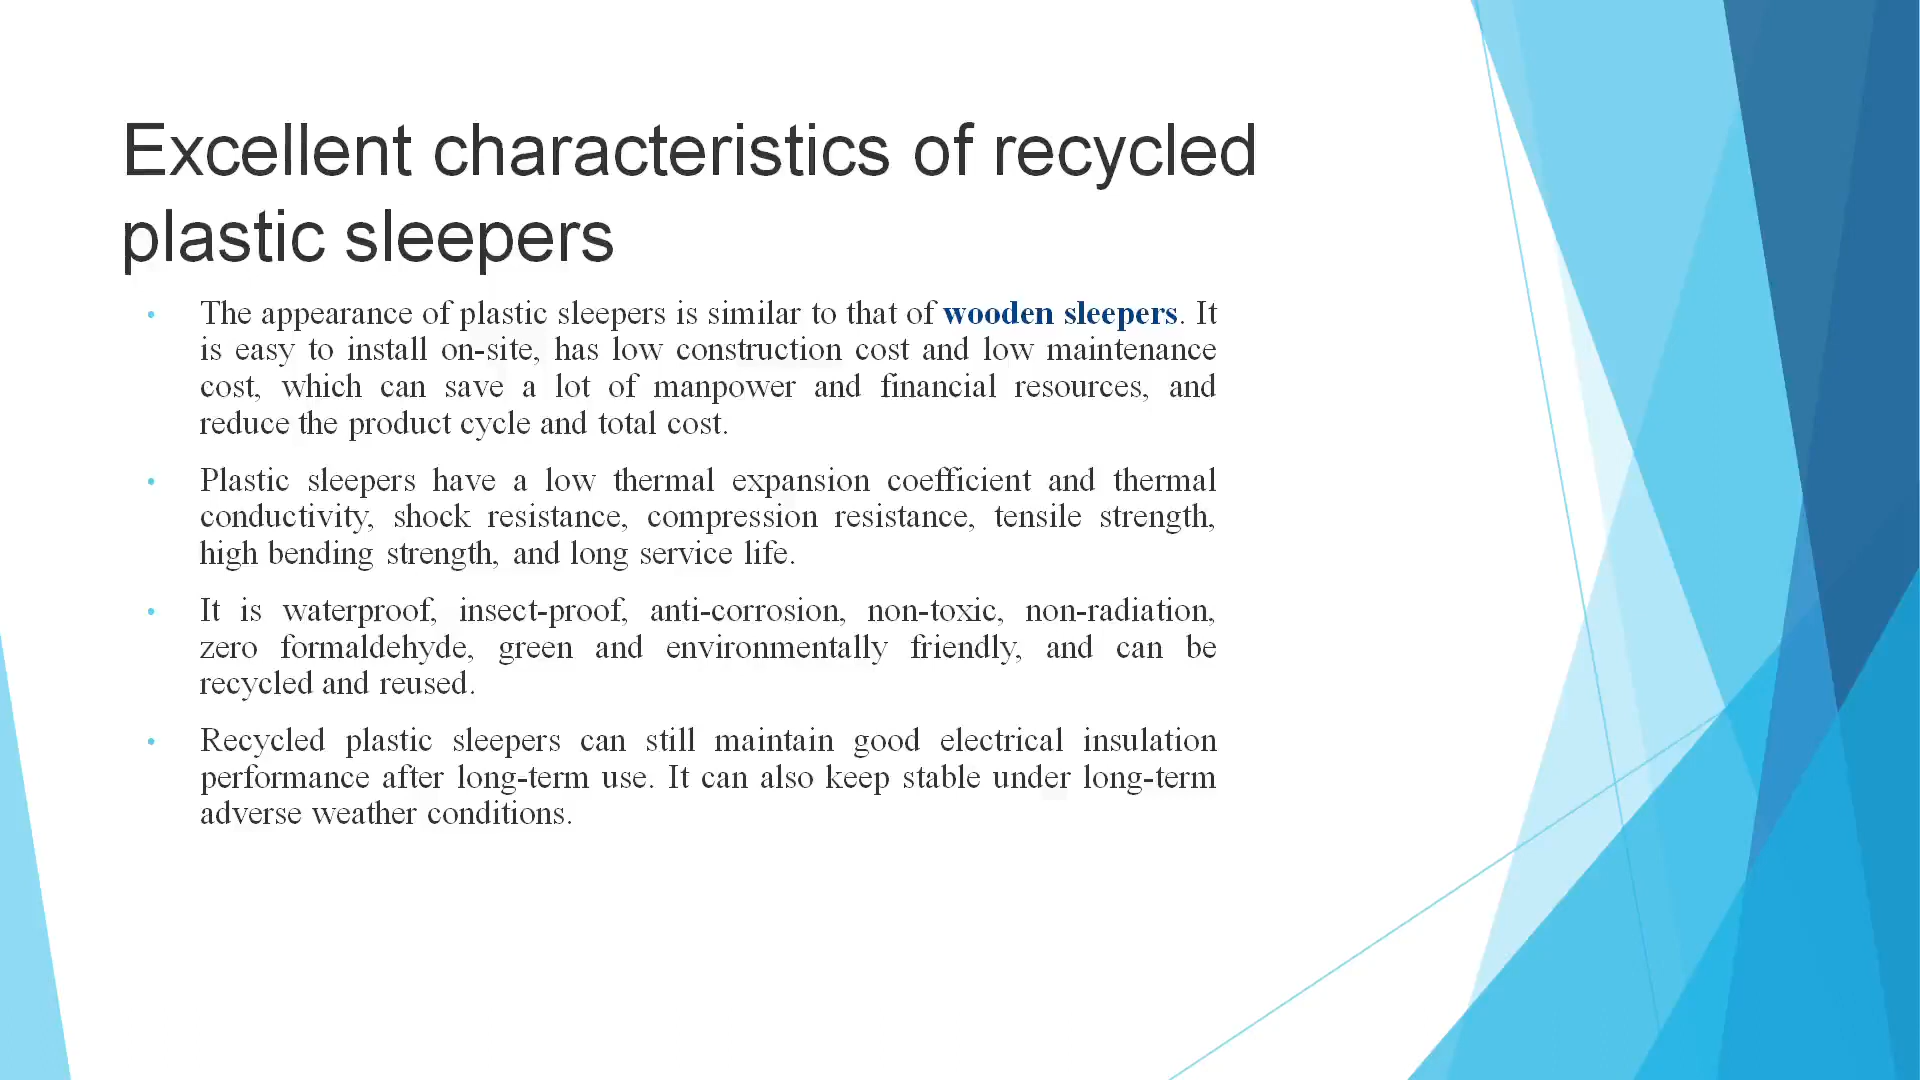 Excellent characteristics of recycled
plastic sleepers
• The appearance of plastic sleepers is similar to that of wooden sleepers. It
is easy to install on-site, has low construction cost and low maintenance
cost, which can save a lot of manpower and financial resources, and
reduce the product cycle and total cost.
• Plastic sleepers have a low thermal expansion coefficient and thermal
conductivity, shock resistance, compression resistance, tensile strength,
high bending strength, and long service life.
• It is waterproof, insect-proof, anti-corrosion, non-toxic, non-radiation,
zero formaldehyde, green and environmentally friendly, and can be
recycled and reused.
• Recycled plastic sleepers can still maintain good electrical insulation
performance after long-term use. It can also keep stable under long-term
adverse weather conditions.